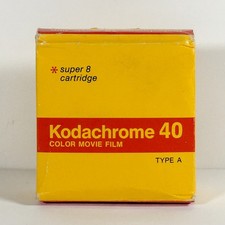 * super 8
cartridge
Kodachrome 40
COLOR MOVIE FILM
TYPE A